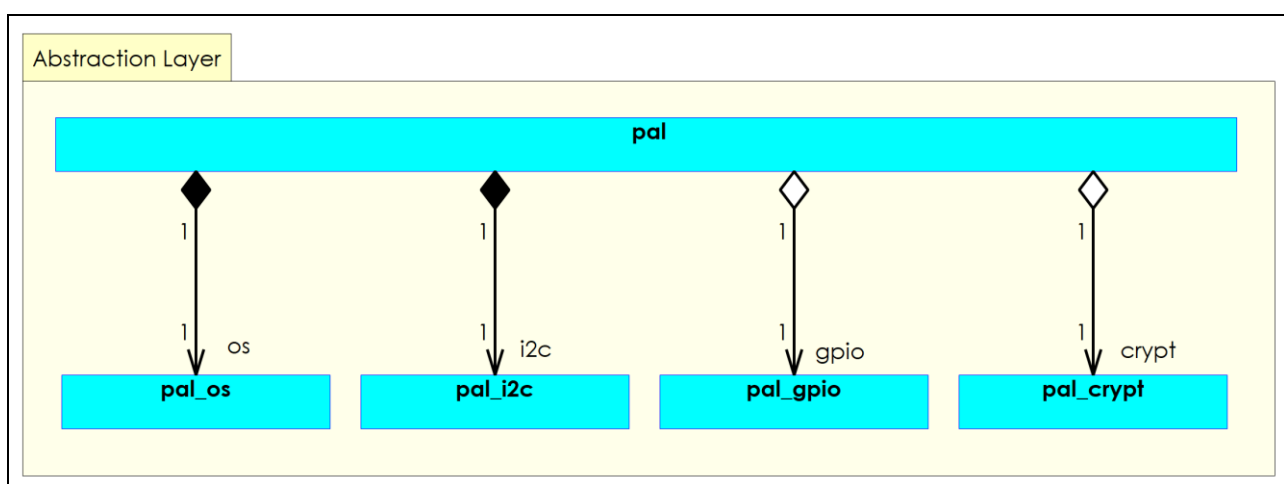 Abstraction Layer
pal
1 1 1 1
1 os 1 i2c 1 gpio 1 crypt
pal_os pal_i2c pal_gpio pal_crypt